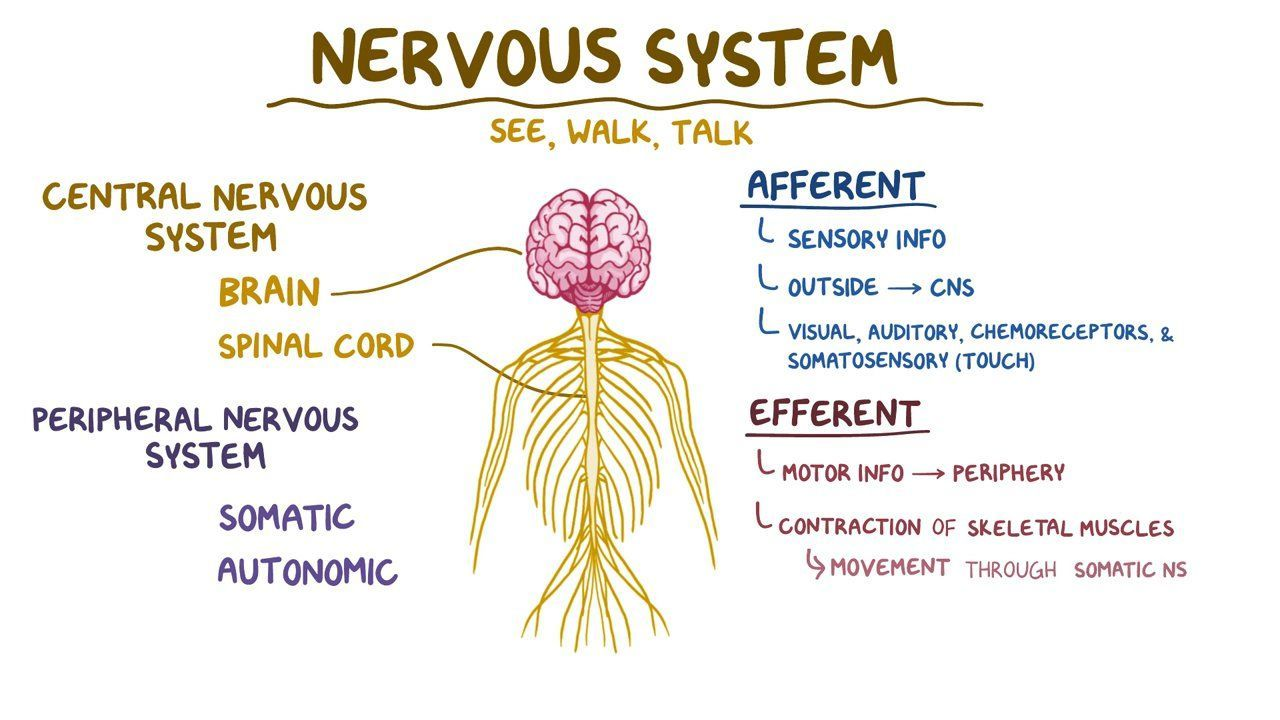 NERVOUS SYSTEM
SEE, WALK, TALK
CENTRAL NERVOUS
SYSTEM
BRAIN
SPINAL CORD
PERIPHERAL NERVOUS
SYSTEM
SOMATIC
AUTONOMIC
AFFERENT
SENSORY INFO
OUTSIDE → CNS
VISUAL, AUDITORY, CHEMORECEPTORS, &
SOMATOSENSORY (TOUCH)
EFFERENT
MOTOR INFO → PERIPHERY
CONTRACTION OF SKELETAL MUSCLES
MOVEMENT THROUGH SOMATIC NS